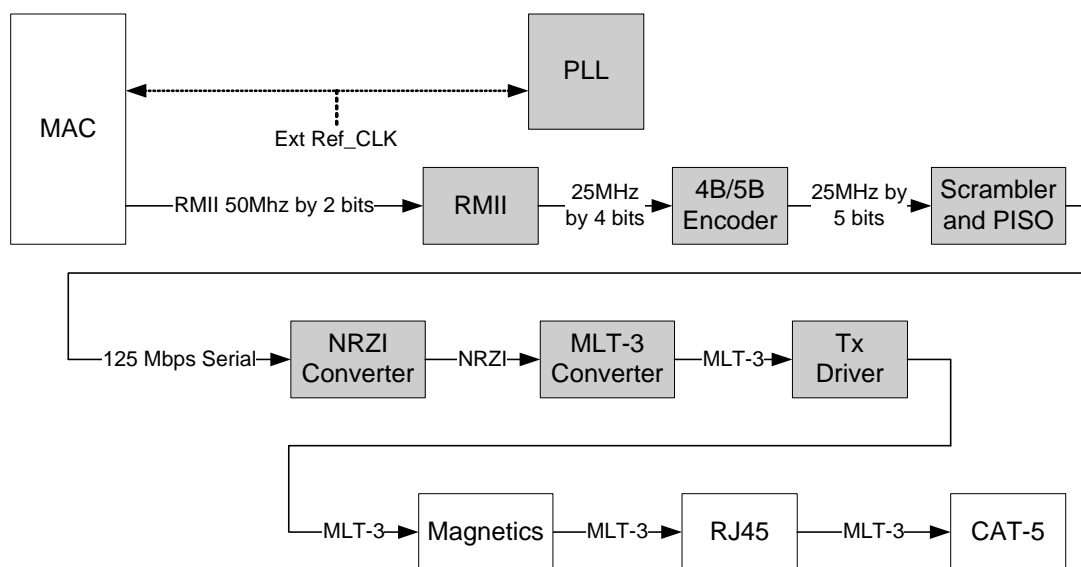 PLL
MAC
Ext Ref_CLK
RMII 50Mhz by 2 bits
RMII
25MHz
by 4 bits
4B/5B
Encoder
25MHz by
5 bits
Scrambler
and PISO
125 Mbps Serial
NRZI
Converter
NRZI
MLT-3
Converter
MLT-3
Tx
Driver
MLT-3
Magnetics
MLT-3
RJ45
MLT-3
CAT-5